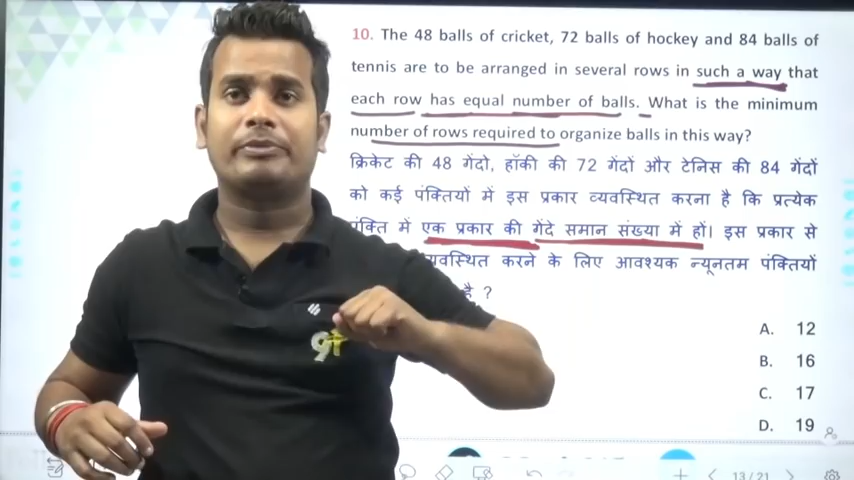 10. The 48 balls of cricket, 72 balls of hockey and 84 balls of
tennis are to be arranged in several rows in such a way that
each row has equal number of balls. What is the minimum
number of rows required to organize balls in this way?
क्रिकेट की 48 गेंदो, हॉकी की 72 गेंदों और टेनिस की 84 गेंदों
को कई पंक्तियों में इस प्रकार व्यवस्थित करना है कि प्रत्येक
पंक्ति में एक प्रकार की गेंदे समान संख्या में हों। इस प्रकार से
व्यवस्थित करने के लिए आवश्यक न्यूनतम पंक्तियों
है ?
A. 12
B. 16
C. 17
D. 19
13/21